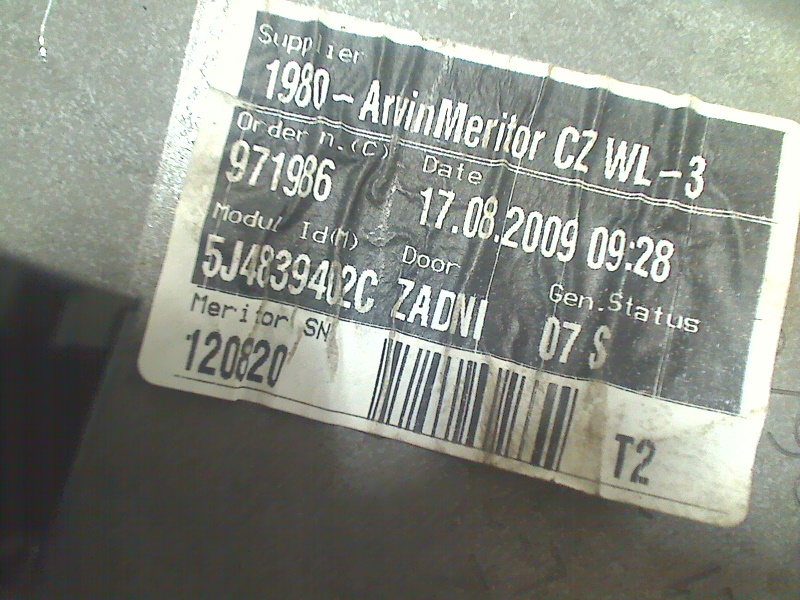 Supplier
1980 - ArvinMeritor CZ WL-3
Order n.(C) Date
971986 17.08.2009 09:28
Modul Id(M) Door Gen.Status
5J4839402C ZADNI 07 S
Meritor SN
120820 T2